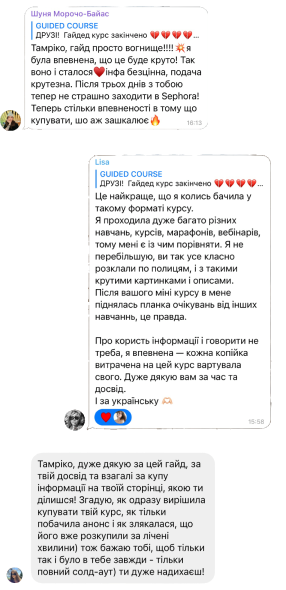 Шуня Морочо-Байас
GUIDED COURSE
ДРУЗІ! Гайдед курс закінчено 💔💔💔💔...
Тамріко, гайд просто вогнище!!!!💥я
була впевнена, що це буде круто! Так
воно і сталося❤️інфа безцінна, подача
крутезна. Після трьох днів з тобою
тепер не страшно заходити в Sephora!
Теперь стільки впевнености в тому що
купувати, шо аж зашкалює🔥
16:13
Lisa
GUIDED COURSE
ДРУЗІ! Гайдед курс закінчено 💔💔💔💔...
Це найкраще, що я колись бачила у
такому форматі курсу.
Я проходила дуже багато різних
навчань, курсів, марафонів, вебінарів,
тому мені є із чим порівняти. Я не
перебільшую, ви так усе класно
розклали по полицям, і з такими
крутими картинками і описами.
Після вашого міні курсу в мене
піднялась планка очікувань від інших
навчаннь, це правда.
Про користь інформації і говорити не
треба, я впевнена — кожна копійка
витрачена на цей курс вартувала
свого. Дуже дякую вам за час та
досвід.
І за українську 🫶🏻
15:58
Тамріко, дуже дякую за цей гайд, за
твій досвід та взагалі за купу
інформації на твоїй сторінці, якою ти
ділишся! Згадую, як одразу вирішила
купувати твій курс, як тільки
побачила анонс і як злякалася, що
його вже розкупили за лічені
хвилини) тож бажаю тобі, щоб тільки
так і було в тебе завжди - тільки
повний солд-аут) ти дуже надихаєш!